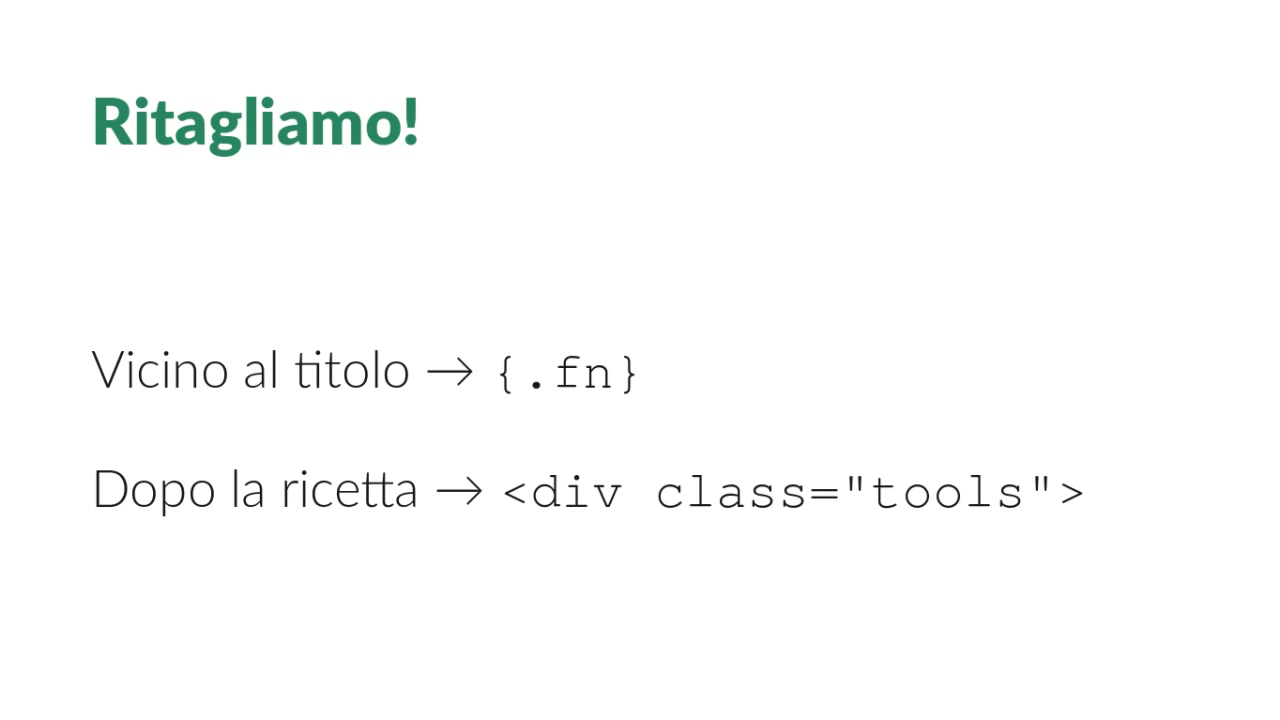 Ritagliamo!
Vicino al titolo → {.fn}
Dopo la ricetta → <div class="tools">